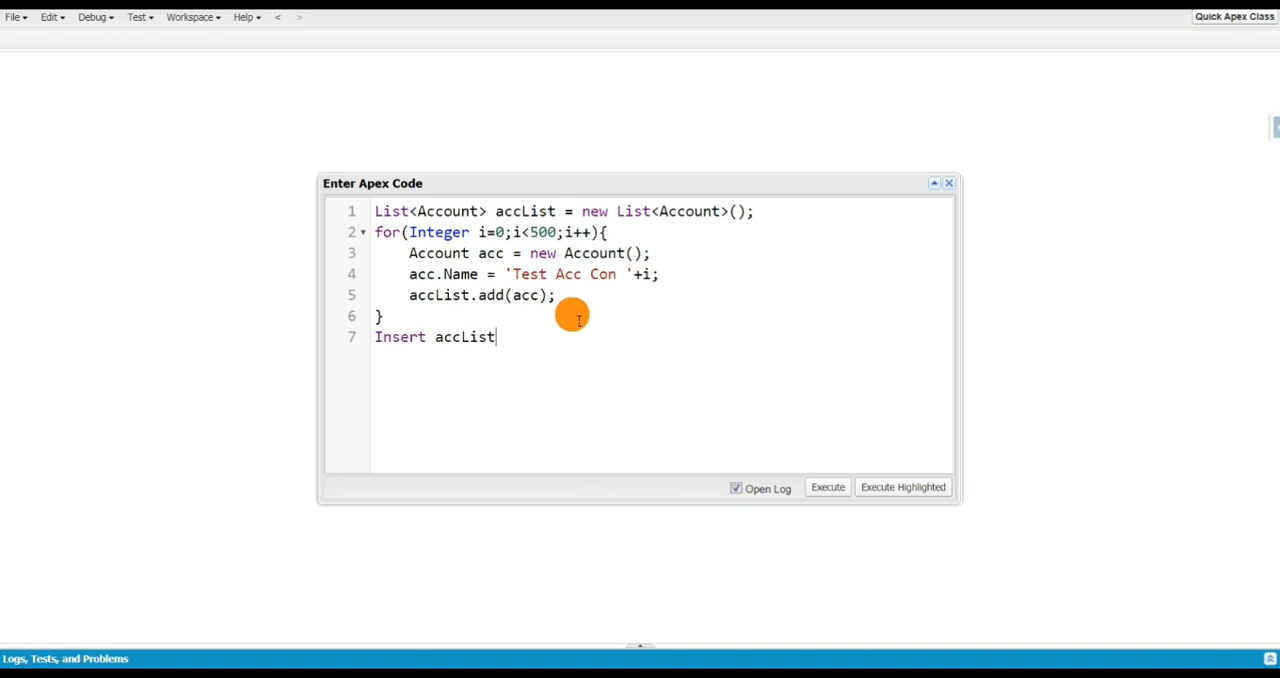 File Edit Debug Test Workspace Help < > Quick Apex Class
Enter Apex Code
1 List<Account> accList = new List<Account>();
2 for(Integer i=0;i<500;i++){
3 Account acc = new Account();
4 acc.Name = 'Test Acc Con '+i;
5 accList.add(acc);
6 }
7 Insert accList
Open Log Execute Execute Highlighted
Logs, Tests, and Problems